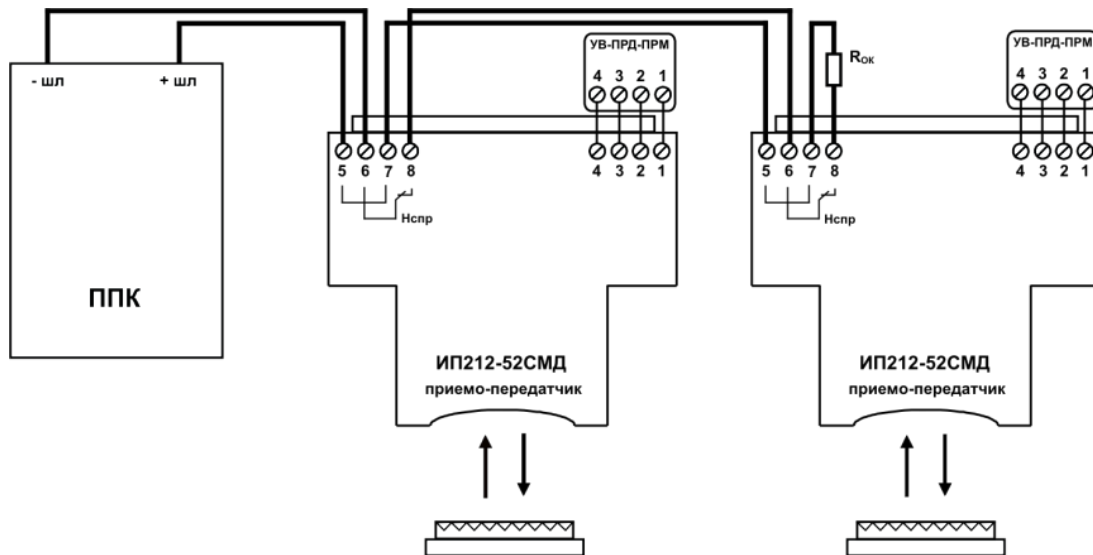 - ШЛ + ШЛ
ППК
УВ-ПРД-ПРМ
4 3 2 1
5 6 7 8
4 3 2 1
Нспр
ИП212-52СМД
приемо-передатчик
Rок
УВ-ПРД-ПРМ
4 3 2 1
5 6 7 8
4 3 2 1
Нспр
ИП212-52СМД
приемо-передатчик